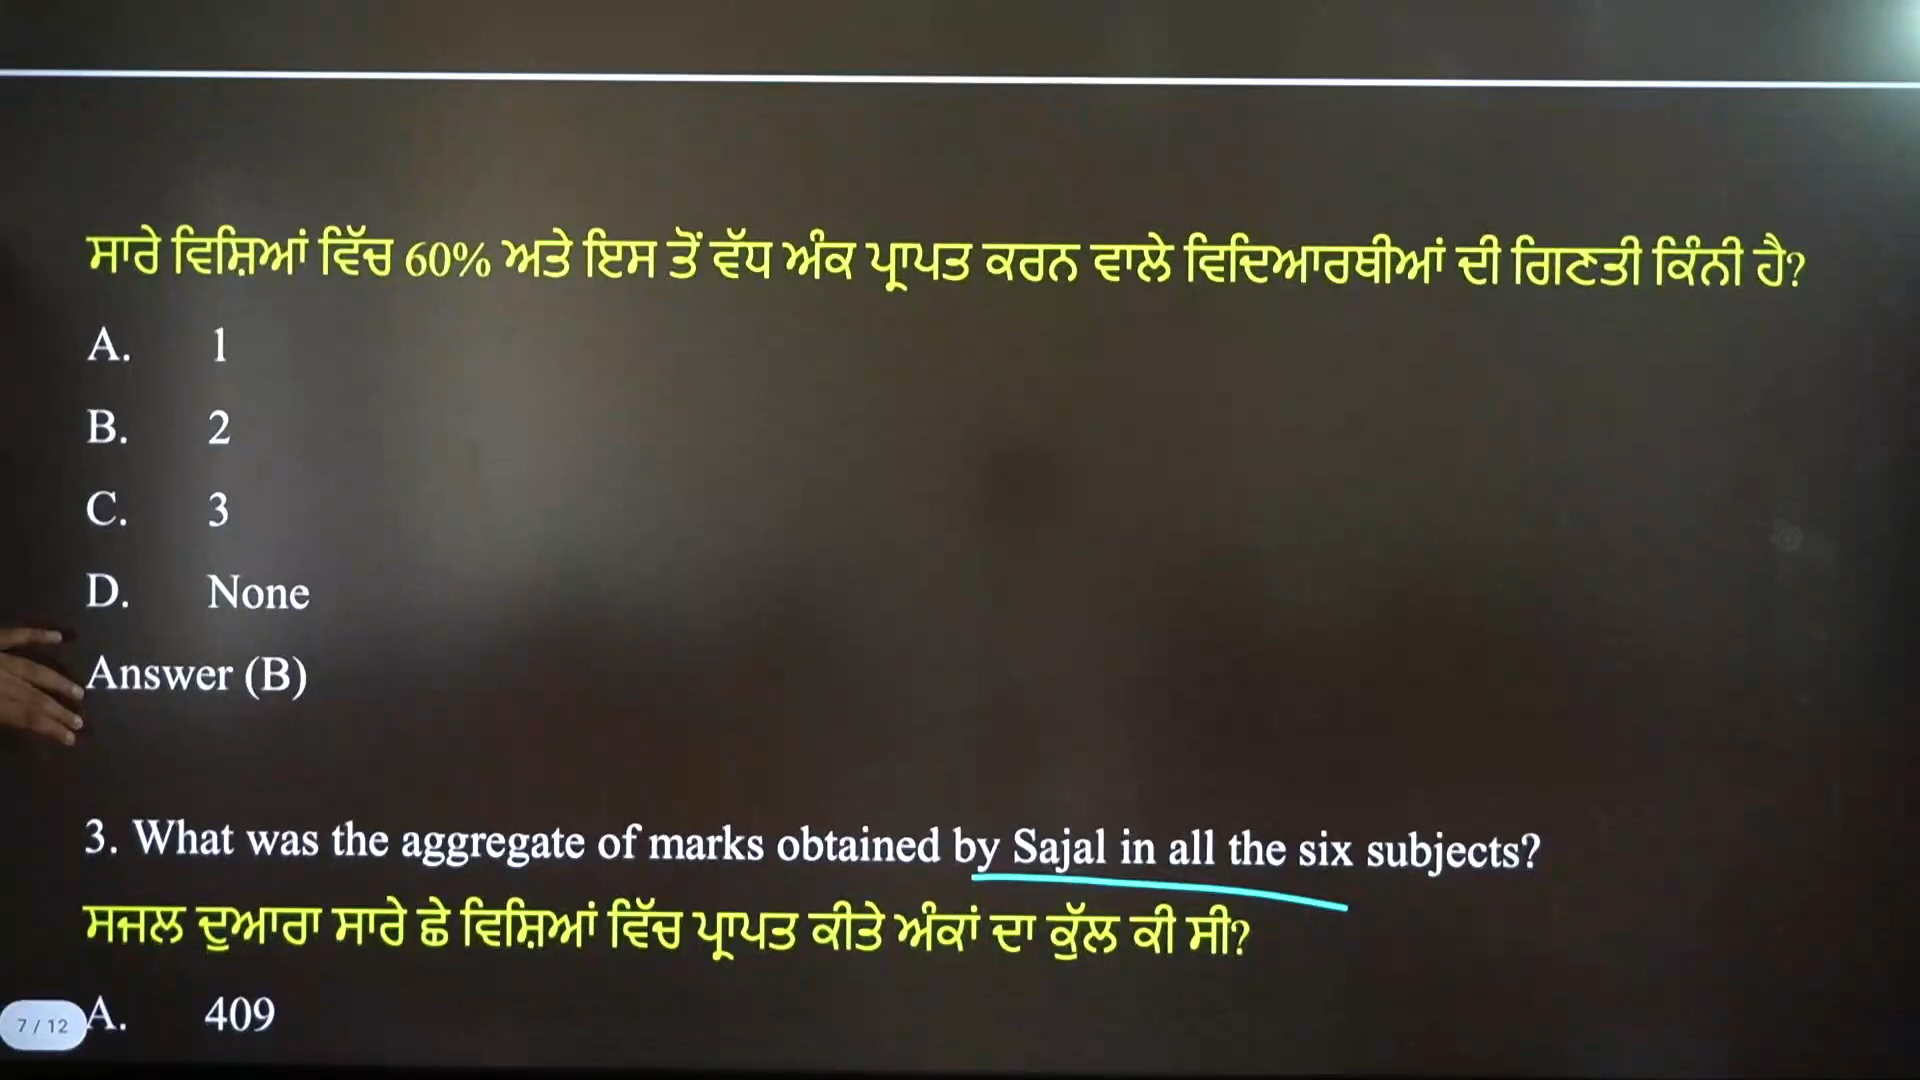 ਸਾਰੇ ਵਿਸ਼ਿਆਂ ਵਿੱਚ 60% ਅਤੇ ਇਸ ਤੋਂ ਵੱਧ ਅੰਕ ਪ੍ਰਾਪਤ ਕਰਨ ਵਾਲੇ ਵਿਦਿਆਰਥੀਆਂ ਦੀ ਗਿਣਤੀ ਕਿੰਨੀ ਹੈ?
A. 1
B. 2
C. 3
D. None
Answer (B)
3. What was the aggregate of marks obtained by Sajal in all the six subjects?
ਸਜਲ ਦੁਆਰਾ ਸਾਰੇ ਛੇ ਵਿਸ਼ਿਆਂ ਵਿੱਚ ਪ੍ਰਾਪਤ ਕੀਤੇ ਅੰਕਾਂ ਦਾ ਕੁੱਲ ਕੀ ਸੀ?
A. 409
7 / 12